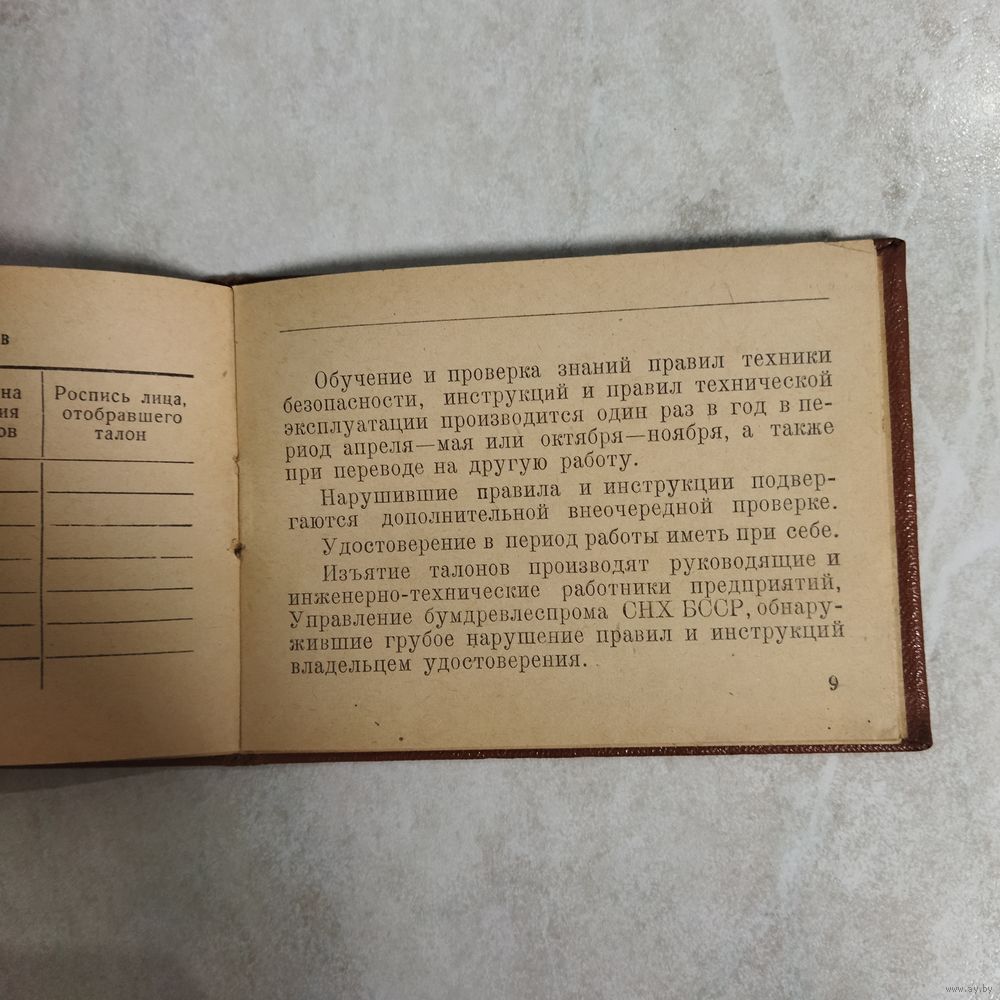 в
на
ия
ов
Роспись лица,
отобравшего
талон
Обучение и проверка знаний правил техники
безопасности, инструкций и правил технической
эксплуатации производится один раз в год в пе-
риод апреля—мая или октября—ноября, а также
при переводе на другую работу.
Нарушившие правила и инструкции подвер-
гаются дополнительной внеочередной проверке.
Удостоверение в период работы иметь при себе.
Изъятие талонов производят руководящие и
инженерно-технические работники предприятий,
Управление бумдревлеспрома СНХ БССР, обнару-
жившие грубое нарушение правил и инструкций
владельцем удостоверения.
9
www.ay.by